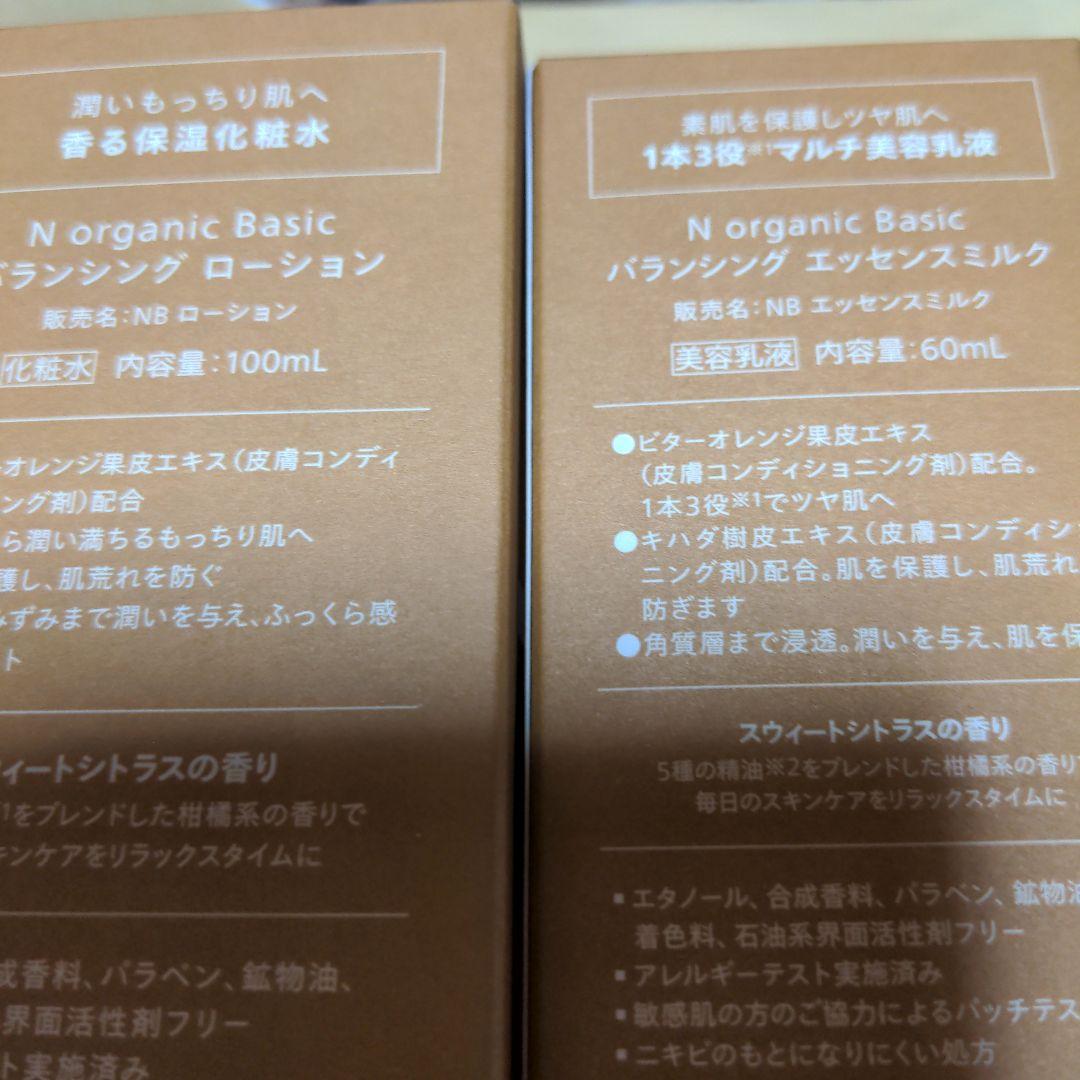 潤いもっちり肌へ
香る保湿化粧水
N organic Basic
バランシング ローション
販売名:NB ローション
化粧水 内容量:100mL
ーオレンジ果皮エキス(皮膚コンディ
ング剤)配合
ら潤い満ちるもっちり肌へ
護し、肌荒れを防ぐ
みずみまで潤いを与え、ふっくら感
ト
ィートシトラスの香り
※1をブレンドした柑橘系の香りで
キンケアをリラックスタイムに
成香料、パラベン、鉱物油、
界面活性剤フリー
ト実施済み
素肌を保護しツヤ肌へ
1本3役※1マルチ美容乳液
N organic Basic
バランシング エッセンスミルク
販売名:NB エッセンスミルク
美容乳液 内容量:60mL
●ビターオレンジ果皮エキス
(皮膚コンディショニング剤)配合。
1本3役※1でツヤ肌へ
●キハダ樹皮エキス(皮膚コンディショ
ニング剤)配合。肌を保護し、肌荒れ
防ぎます
●角質層まで浸透。潤いを与え、肌を保
スウィートシトラスの香り
5種の精油※2をブレンドした柑橘系の香りで
毎日のスキンケアをリラックスタイムに
▪エタノール、合成香料、パラベン、鉱物油
着色料、石油系界面活性剤フリー
▪アレルギーテスト実施済み
▪敏感肌の方のご協力によるパッチテス
▪ニキビのもとになりにくい処方